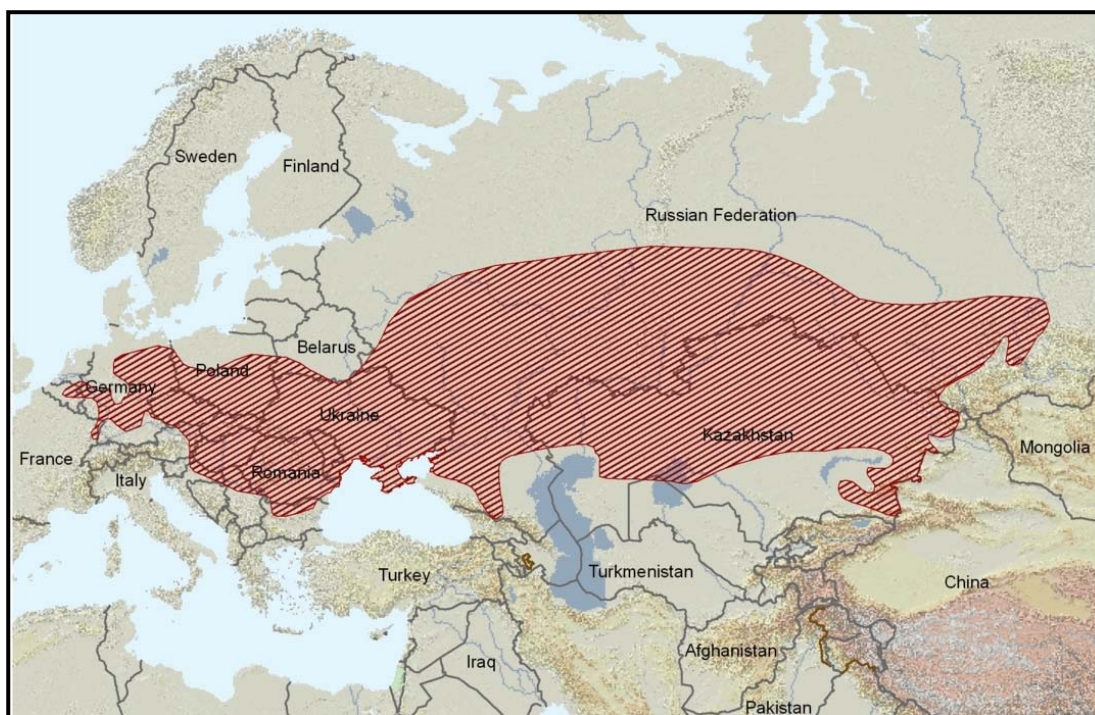 Sweden
Finland
Russian Federation
Belarus
Poland
Germany
Ukraine
Kazakhstan
Mongolia
France
Italy
Romania
Turkey
Turkmenistan
China
Afghanistan
Iraq
Pakistan